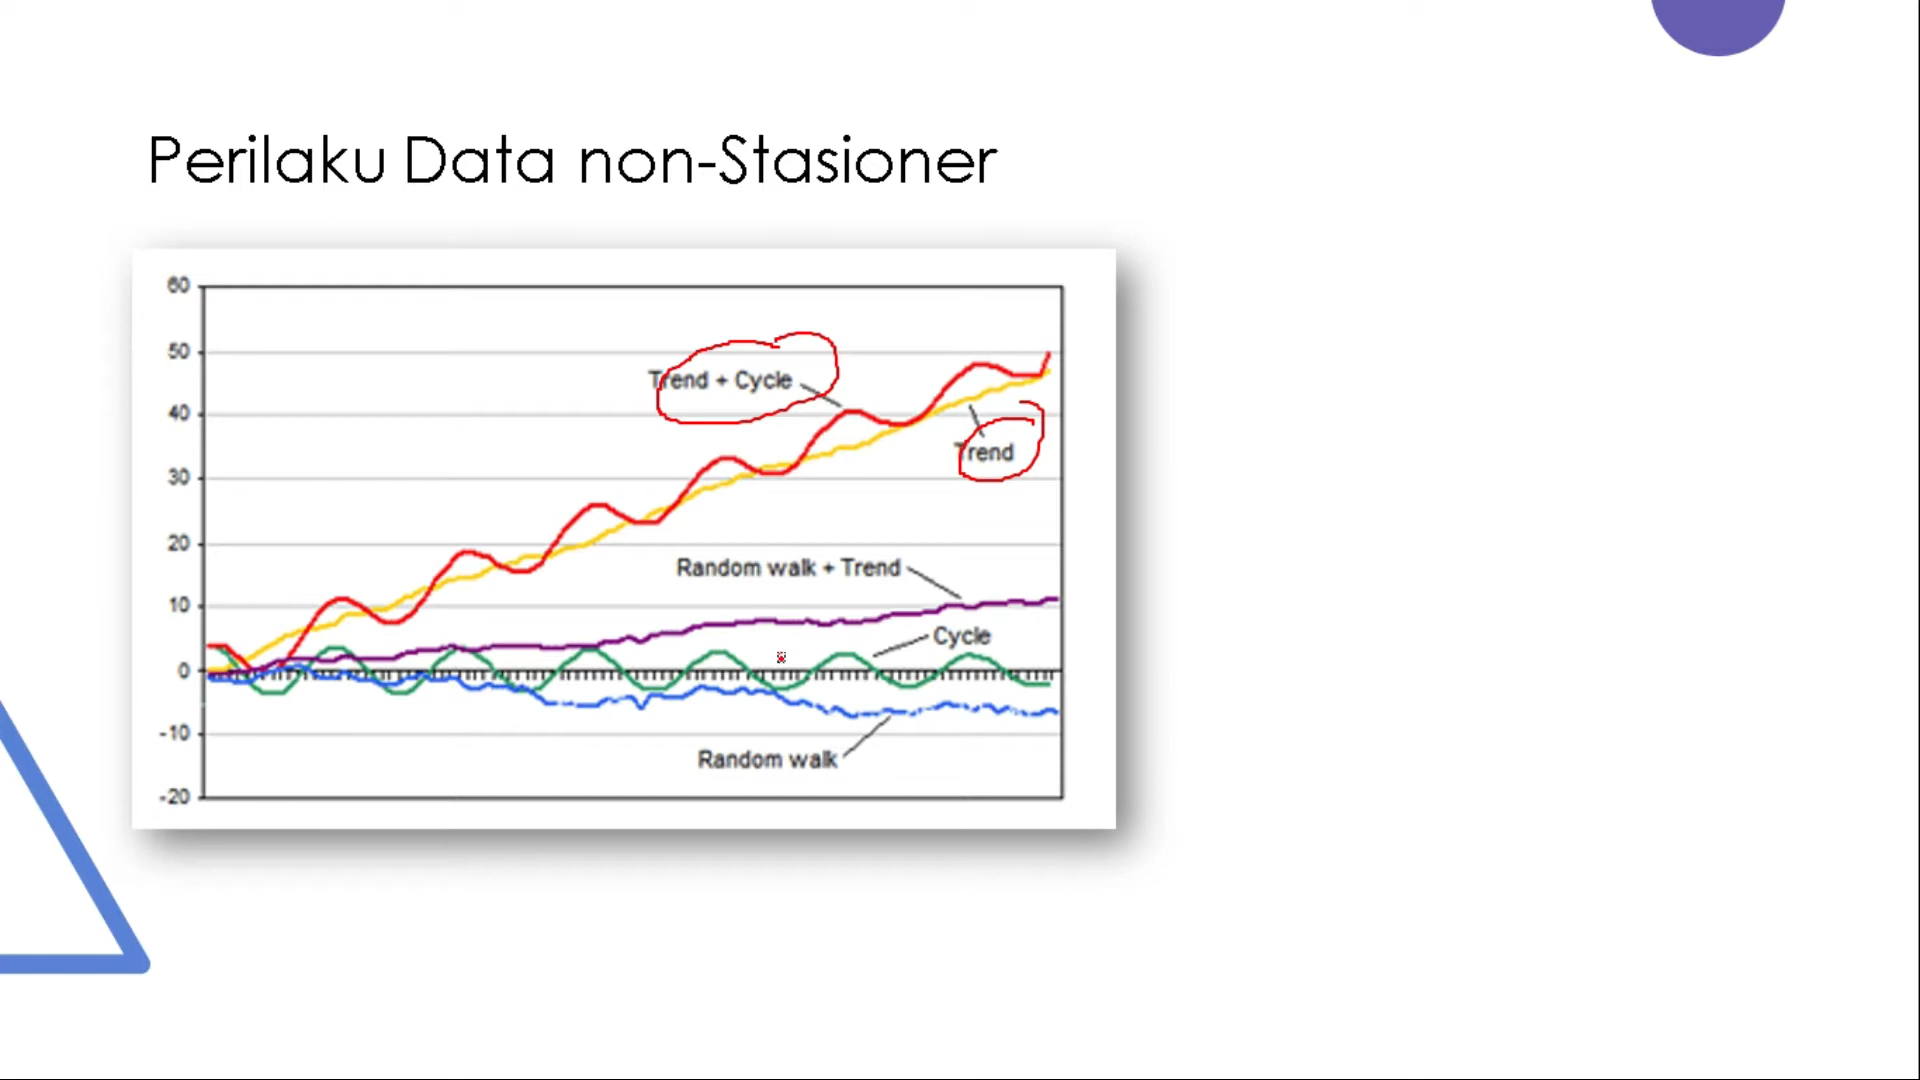 Perilaku Data non-Stasioner
60
50
Trend + Cycle
40
Trend
30
20
Random walk + Trend
10
Cycle
0
-10
Random walk
-20